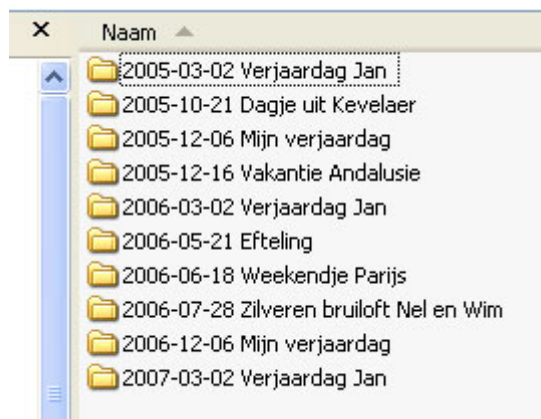 Naam
2005-03-02 Verjaardag Jan
2005-10-21 Dagje uit Kevelaer
2005-12-06 Mijn verjaardag
2005-12-16 Vakantie Andalusie
2006-03-02 Verjaardag Jan
2006-05-21 Efteling
2006-06-18 Weekendje Parijs
2006-07-28 Zilveren bruiloft Nel en Wim
2006-12-06 Mijn verjaardag
2007-03-02 Verjaardag Jan